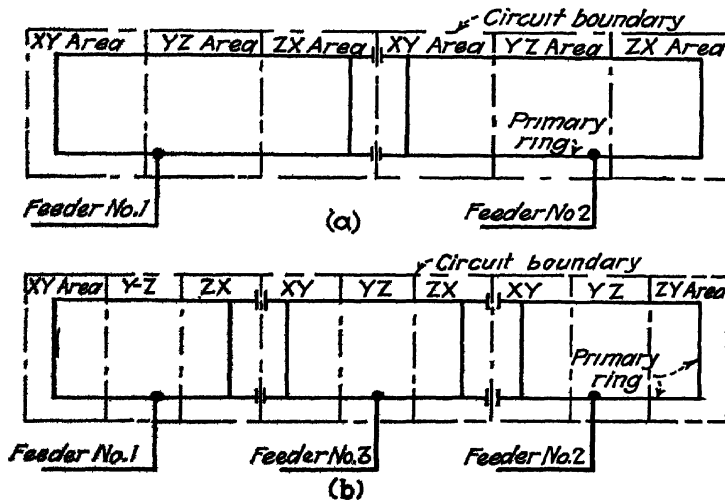 Circuit boundary
XY Area YZ Area ZX Area XY Area YZ Area ZX Area
Primary
ring
Feeder No.1 Feeder No2
(a)
Circuit boundary
XY Area Y-Z ZX XY YZ ZX XY YZ ZY Area
Primary
ring
Feeder No.1 Feeder No.3 Feeder No.2
(b)